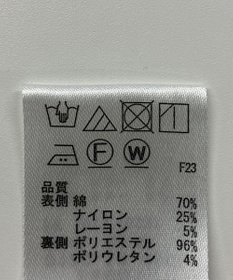 F W
F23
品質
表側 綿 70%
ナイロン 25%
レーヨン 5%
裏側 ポリエステル 96%
ポリウレタン 4%